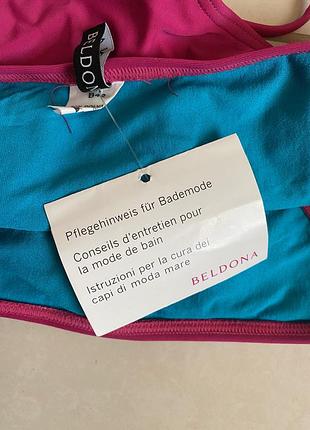 BELDONA
Pflegehinweis für Bademode
Conseils d'entretien pour
la mode de bain
Istruzioni per la cura dei
capi di moda mare
BELDONA